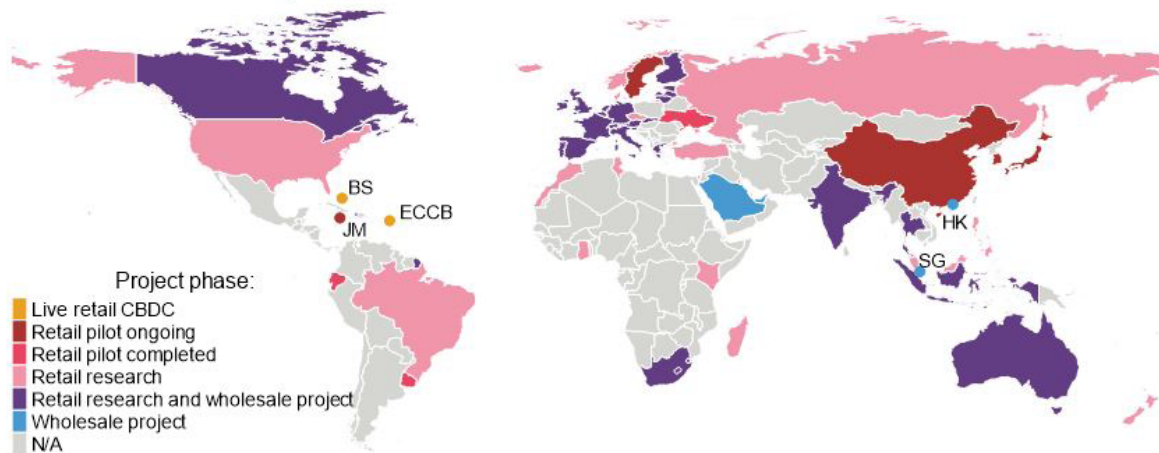 BS
ECCB
JM
HK
SG
Project phase:
Live retail CBDC
Retail pilot ongoing
Retail pilot completed
Retail research
Retail research and wholesale project
Wholesale project
N/A